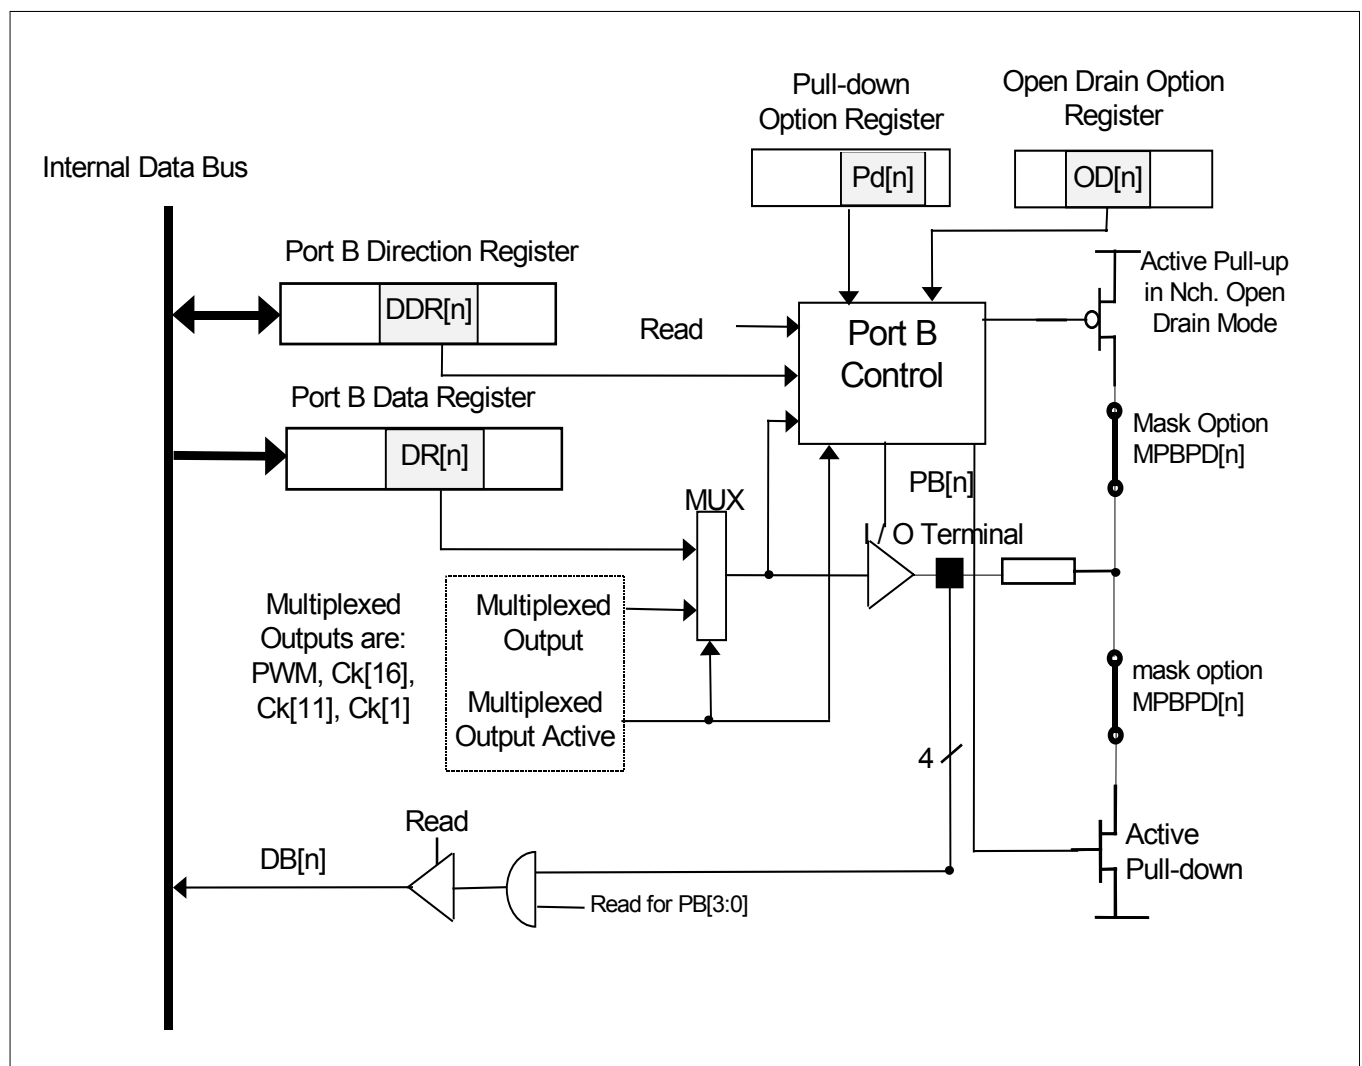 Pull-down
Option Register
Open Drain Option
Register
Pd[n]
OD[n]
Internal Data Bus
Port B Direction Register
DDR[n]
Active Pull-up
in Nch. Open
Drain Mode
Read
Port B
Control
Port B Data Register
DR[n]
Mask Option
MPBPD[n]
PB[n]
MUX
I / O Terminal
Multiplexed
Outputs are:
PWM, Ck[16],
Ck[11], Ck[1]
Multiplexed
Output
Multiplexed
Output Active
mask option
MPBPD[n]
4
Read
DB[n]
Read for PB[3:0]
Active
Pull-down